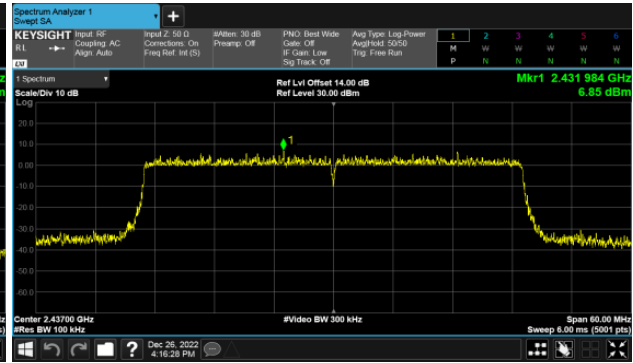 Spectrum Analyzer 1
Swept SA
+
KEYSIGHT Input: RF Input Z: 50 Ω #Atten: 30 dB PNO: Best Wide Avg Type: Log-Power 1 2 3 4 5 6
RL Coupling: AC Corrections: On Preamp: Off Gate: Off Avg|Hold: 50/50 M W W W W W
Align: Auto Freq Ref: Int (S) IF Gain: Low Trig: Free Run
LXI Sig Track: Off P N N N N N
1 Spectrum Ref Lvl Offset 14.00 dB Mkr1 2.431 984 GHz
Scale/Div 10 dB Ref Level 30.00 dBm 6.85 dBm
Log
20.0
10.0
1
0.00
-10.0
-20.0
-30.0
-40.0
-50.0
-60.0
Center 2.43700 GHz #Video BW 300 kHz Span 60.00 MHz
#Res BW 100 kHz Sweep 6.00 ms (5001 pts)
? Dec 26, 2022
4:16:28 PM